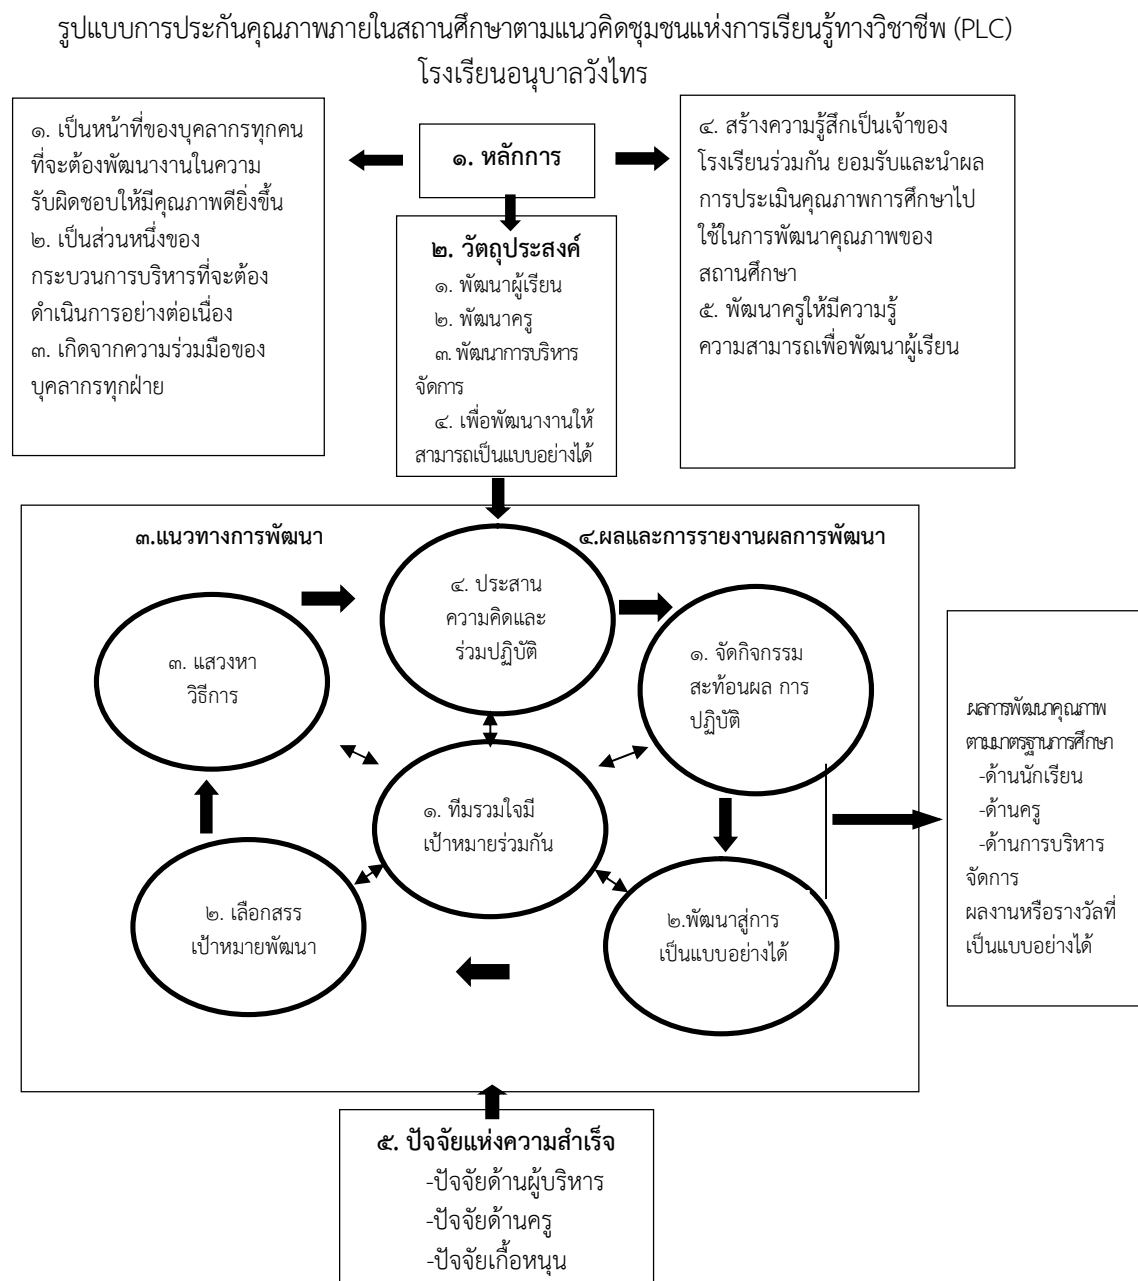 รูปแบบการประกันคุณภาพภายในสถานศึกษาตามแนวคิดชุมชนแห่งการเรียนรู้ทางวิชาชีพ (PLC)
โรงเรียนอนุบาลวังไทร
๑. เป็นหน้าที่ของบุคลากรทุกคน
ที่จะต้องพัฒนางานในความ
รับผิดชอบให้มีคุณภาพดียิ่งขึ้น
๒. เป็นส่วนหนึ่งของ
กระบวนการบริหารที่จะต้อง
ดำเนินการอย่างต่อเนื่อง
๓. เกิดจากความร่วมมือของ
บุคลากรทุกฝ่าย
๑. หลักการ
๔. สร้างความรู้สึกเป็นเจ้าของ
โรงเรียนร่วมกัน ยอมรับและนำผล
การประเมินคุณภาพการศึกษาไป
ใช้ในการพัฒนาคุณภาพของ
สถานศึกษา
๕. พัฒนาครูให้มีความรู้
ความสามารถเพื่อพัฒนาผู้เรียน
๒. วัตถุประสงค์
๑. พัฒนาผู้เรียน
๒. พัฒนาครู
๓. พัฒนาการบริหาร
จัดการ
๔. เพื่อพัฒนางานให้
สามารถเป็นแบบอย่างได้
๓.แนวทางการพัฒนา
๔.ผลและการรายงานผลการพัฒนา
๔. ประสาน
ความคิดและ
ร่วมปฏิบัติ
๓. แสวงหา
วิธีการ
๑. จัดกิจกรรม
สะท้อนผล การ
ปฏิบัติ
๑. ทีมรวมใจมี
เป้าหมายร่วมกัน
๒. เลือกสรร
เป้าหมายพัฒนา
๒.พัฒนาสู่การ
เป็นแบบอย่างได้
ผลการพัฒนาคุณภาพ
ตามมาตรฐานการศึกษา
-ด้านนักเรียน
-ด้านครู
-ด้านการบริหาร
จัดการ
ผลงานหรือรางวัลที่
เป็นแบบอย่างได้
๕. ปัจจัยแห่งความสำเร็จ
-ปัจจัยด้านผู้บริหาร
-ปัจจัยด้านครู
-ปัจจัยเกื้อหนุน